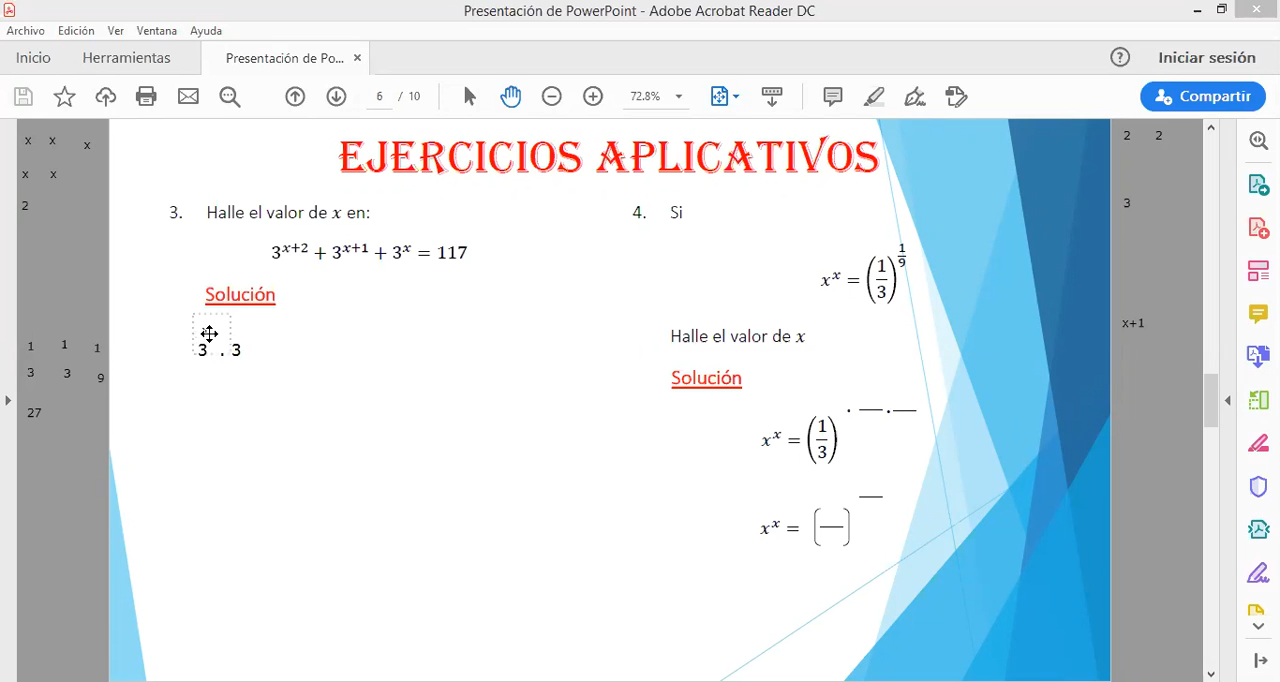 Presentación de PowerPoint - Adobe Acrobat Reader DC
Archivo Edición Ver Ventana Ayuda
Inicio Herramientas Presentación de Po... × Iniciar sesión
6 / 10 72.8% Compartir
EJERCICIOS APLICATIVOS
x x x
x x
2
1 1 1
3 3 9
27
3. Halle el valor de x en:
3^{x+2} + 3^{x+1} + 3^x = 117
Solución
3 . 3
4. Si
x^x = (1/3)^{1/9}
Halle el valor de x
Solución
x^x = (1/3)^{. — . —}
x^x = [—]^{—}
2 2
3
x+1